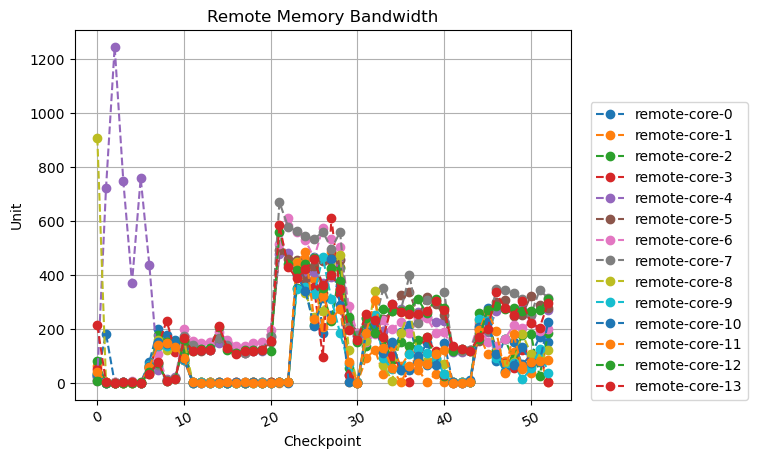 Remote Memory Bandwidth
1200
1000
800
600
400
200
0
Unit
0
10
20
30
40
50
Checkpoint
remote-core-0
remote-core-1
remote-core-2
remote-core-3
remote-core-4
remote-core-5
remote-core-6
remote-core-7
remote-core-8
remote-core-9
remote-core-10
remote-core-11
remote-core-12
remote-core-13